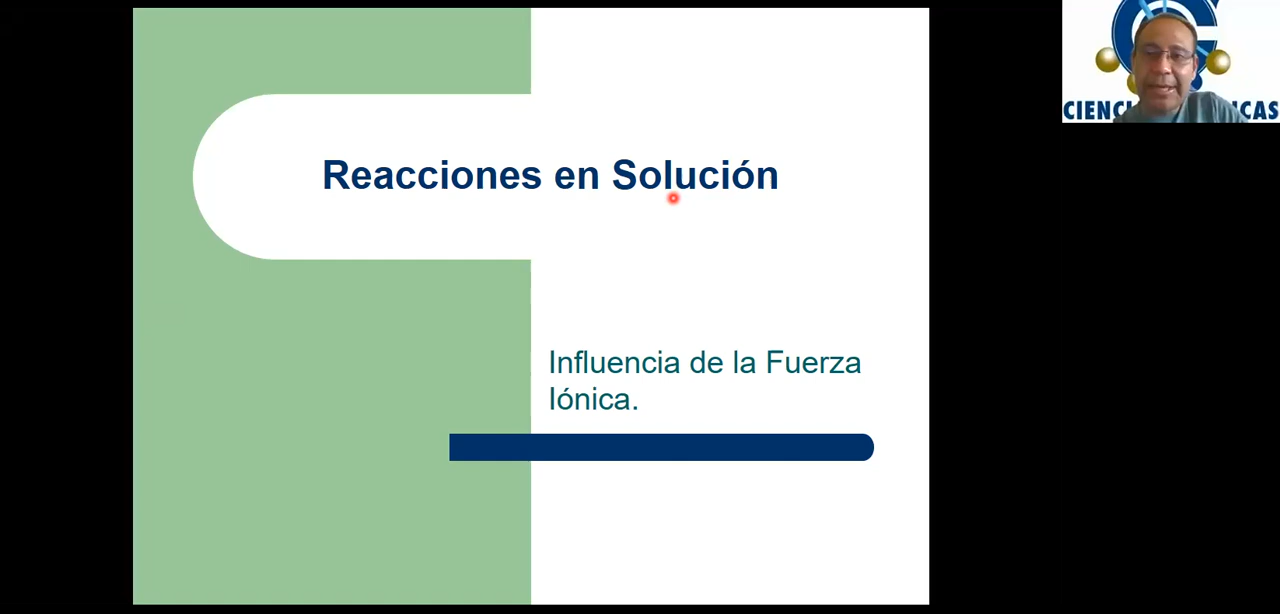 Reacciones en Solución
Influencia de la Fuerza
Iónica.